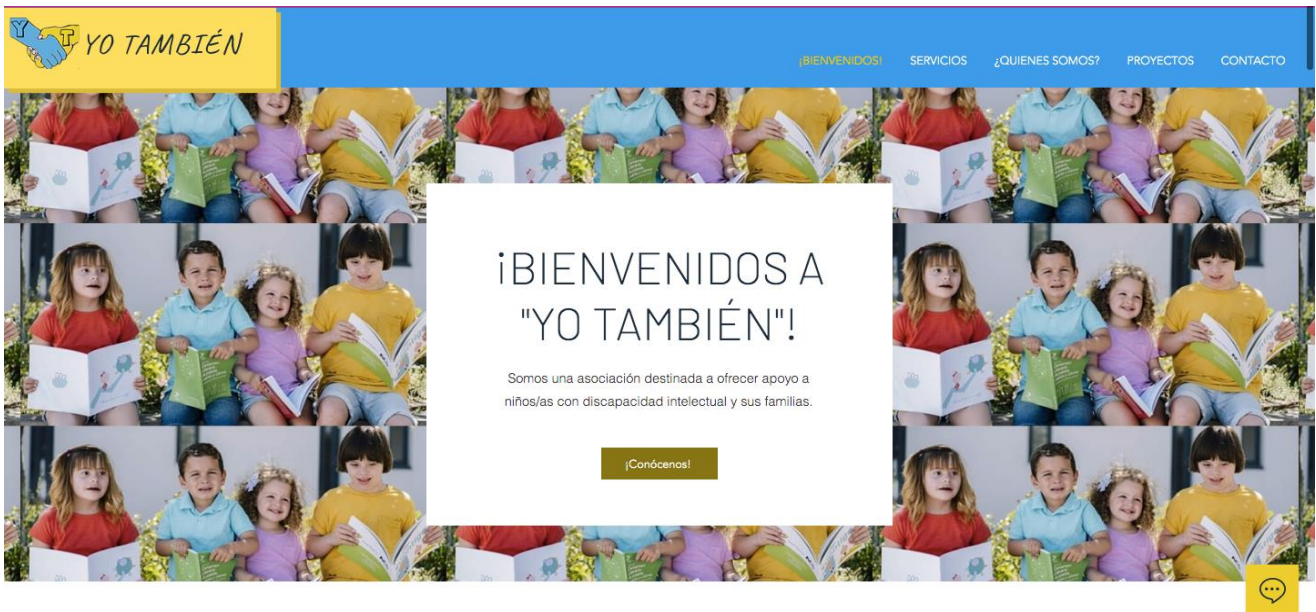 Y T YO TAMBIÉN
¡BIENVENIDOS! SERVICIOS ¿QUIENES SOMOS? PROYECTOS CONTACTO
¡BIENVENIDOS A
"YO TAMBIÉN"!
Somos una asociación destinada a ofrecer apoyo a
niños/as con discapacidad intelectual y sus familias.
¡Conócenos!